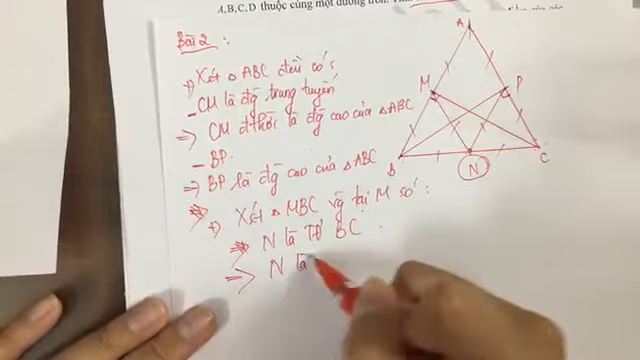 A,B,C,D thuộc cùng một đường tròn.
Bài 2 :
+) Xét △ ABC đều có :
- CM là đg trung tuyến
=> CM đthời là đg cao của △ABC
- BP.
=> BP là đg cao của △ ABC
+) Xét △ MBC vg tại M có :
N là TĐ BC
=> N là
A
M
P
B
N
C